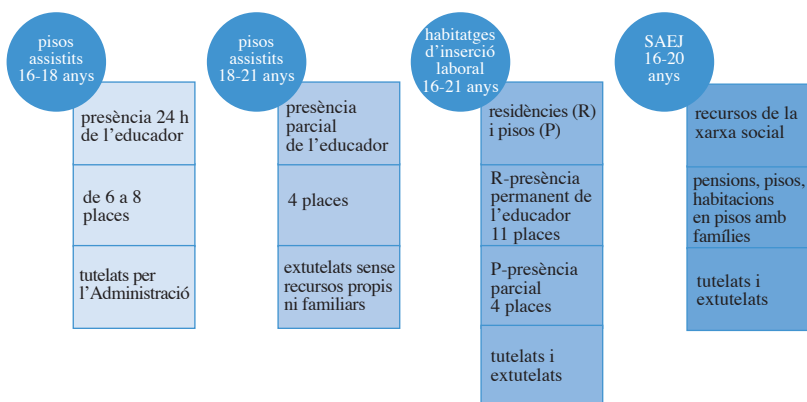 pisos
assistits
16-18 anys
presència 24 h
de l’educador
de 6 a 8
places
tutelats per
l’Administració
pisos
assistits
18-21 anys
presència
parcial
de l’educador
4 places
extutelats sense
recursos propis
ni familiars
habitatges
d’inserció
laboral
16-21 anys
residències (R)
i pisos (P)
R-presència
permanent de
l’educador
11 places
P-presència
parcial
4 places
tutelats i
extutelats
SAEJ
16-20
anys
recursos de la
xarxa social
pensions, pisos,
habitacions
en pisos amb
famílies
tutelats i
extutelats